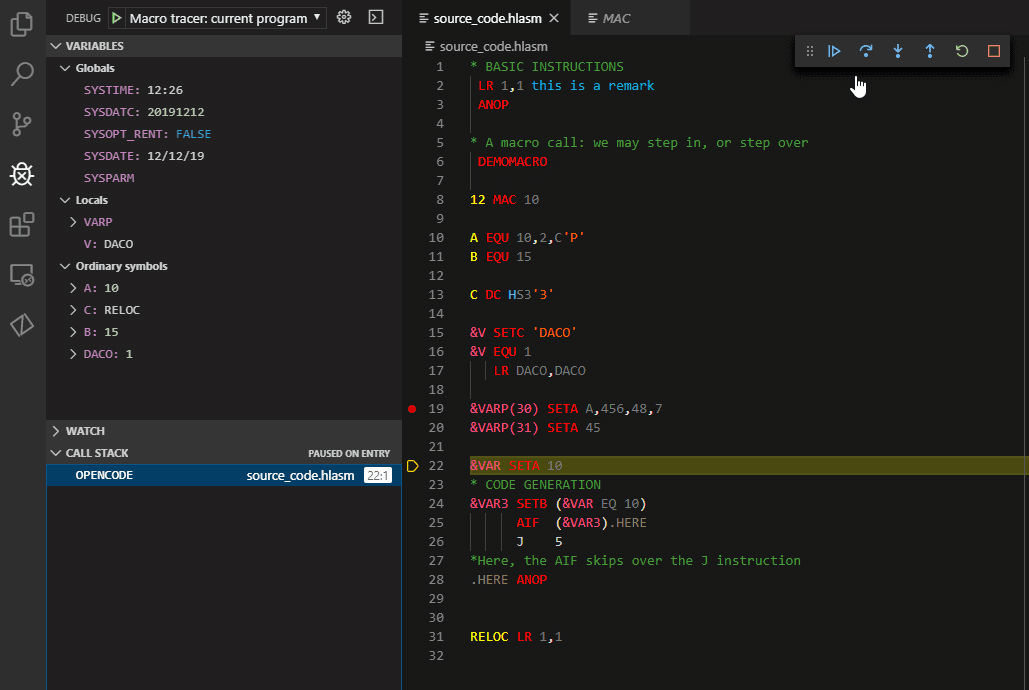 DEBUG Macro tracer: current program
VARIABLES
Globals
SYSTIME: 12:26
SYSDATC: 20191212
SYSOPT_RENT: FALSE
SYSDATE: 12/12/19
SYSPARM
Locals
VARP
V: DACO
Ordinary symbols
A: 10
C: RELOC
B: 15
DACO: 1
WATCH
CALL STACK PAUSED ON ENTRY
OPENCODE source_code.hlasm 22:1
source_code.hlasm MAC
source_code.hlasm
1 * BASIC INSTRUCTIONS
2 LR 1,1 this is a remark
3 ANOP
4
5 * A macro call: we may step in, or step over
6 DEMOMACRO
7
8 12 MAC 10
9
10 A EQU 10,2,C'P'
11 B EQU 15
12
13 C DC HS3'3'
14
15 &V SETC 'DACO'
16 &V EQU 1
17 LR DACO,DACO
18
19 &VARP(30) SETA A,456,48,7
20 &VARP(31) SETA 45
21
22 &VAR SETA 10
23 * CODE GENERATION
24 &VAR3 SETB (&VAR EQ 10)
25 AIF (&VAR3).HERE
26 J 5
27 *Here, the AIF skips over the J instruction
28 .HERE ANOP
29
30
31 RELOC LR 1,1
32